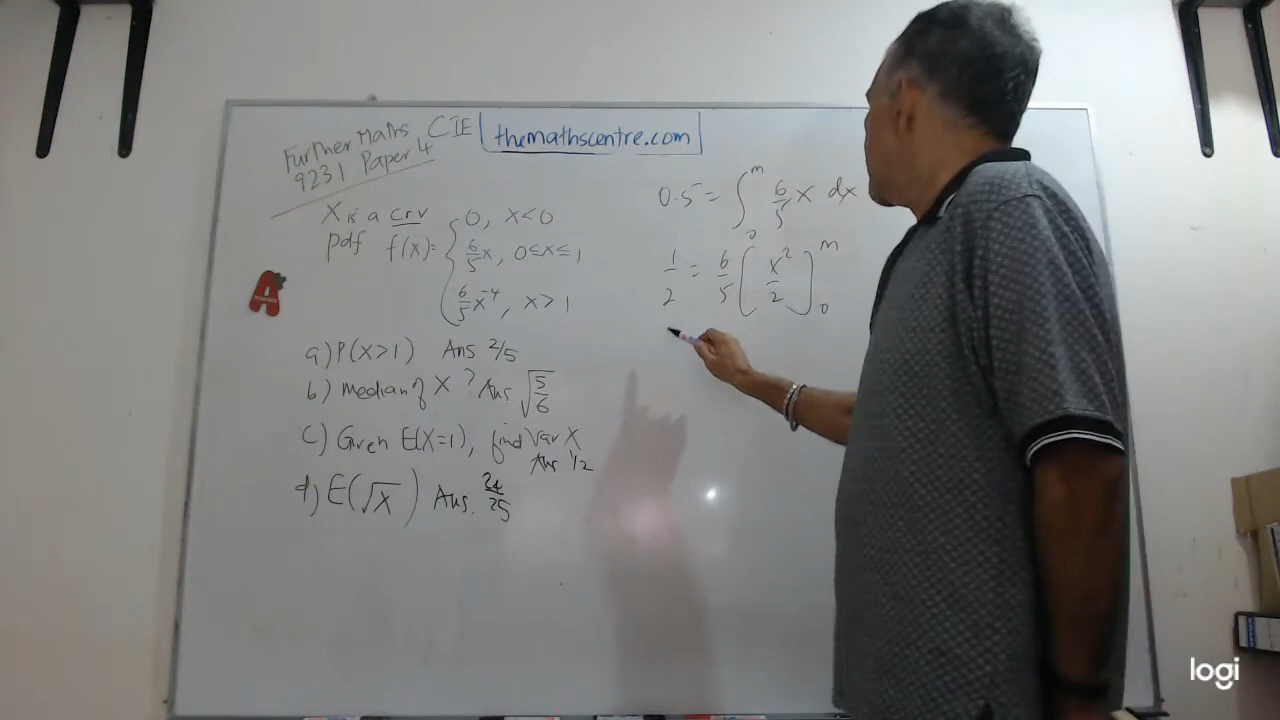 Further Maths CIE
9231 Paper 4
themathscentre.com
X is a crv
pdf f(x) = { 0, x<0
6/5 x, 0≤x≤1
6/5 x⁻⁴, x>1
a) P(X>1) Ans 2/5
b) median of X ? Ans √(5/6)
c) Given E(X=1), find Var X
Ans 1/2
d) E(√X) Ans. 24/25
0.5 = ∫₀ᵐ 6/5 x dx
1/2 = 6/5 [x²/2]₀ᵐ
A
logi